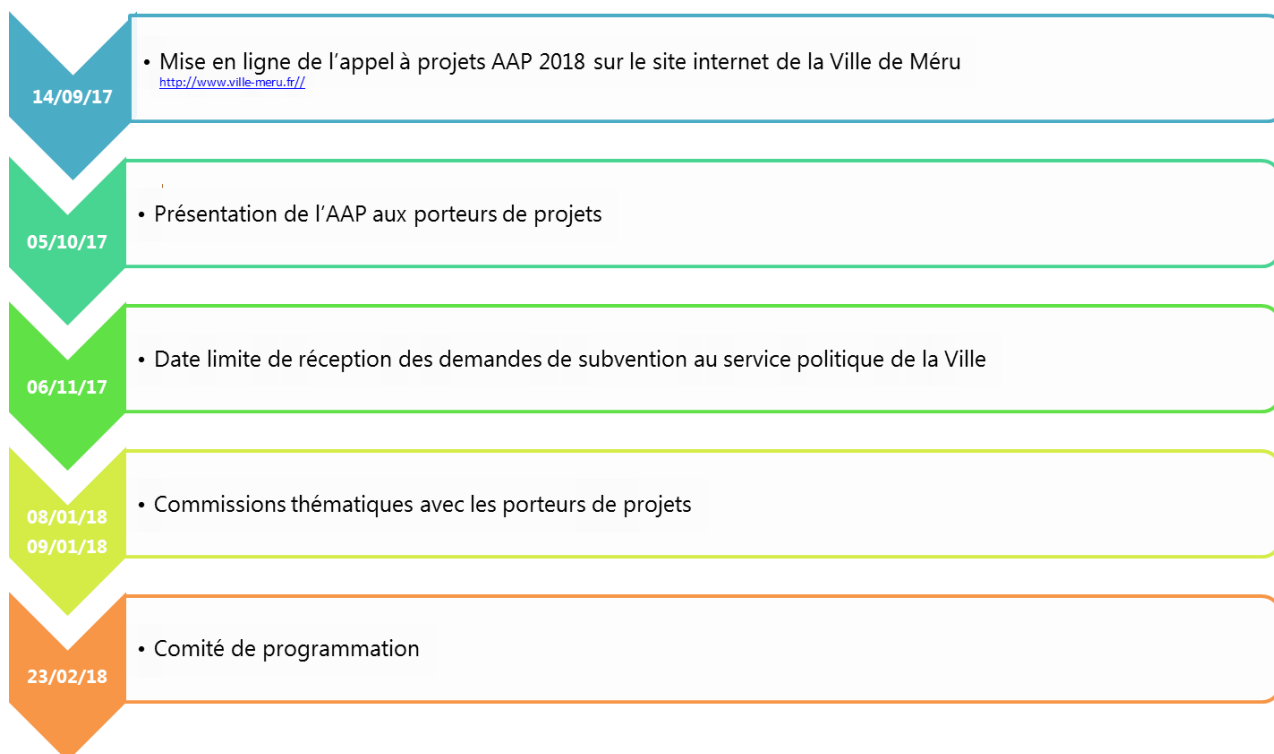 14/09/17
• Mise en ligne de l'appel à projets AAP 2018 sur le site internet de la Ville de Méru
http://www.ville-meru.fr//
05/10/17
• Présentation de l'AAP aux porteurs de projets
06/11/17
• Date limite de réception des demandes de subvention au service politique de la Ville
08/01/18
09/01/18
• Commissions thématiques avec les porteurs de projets
23/02/18
• Comité de programmation